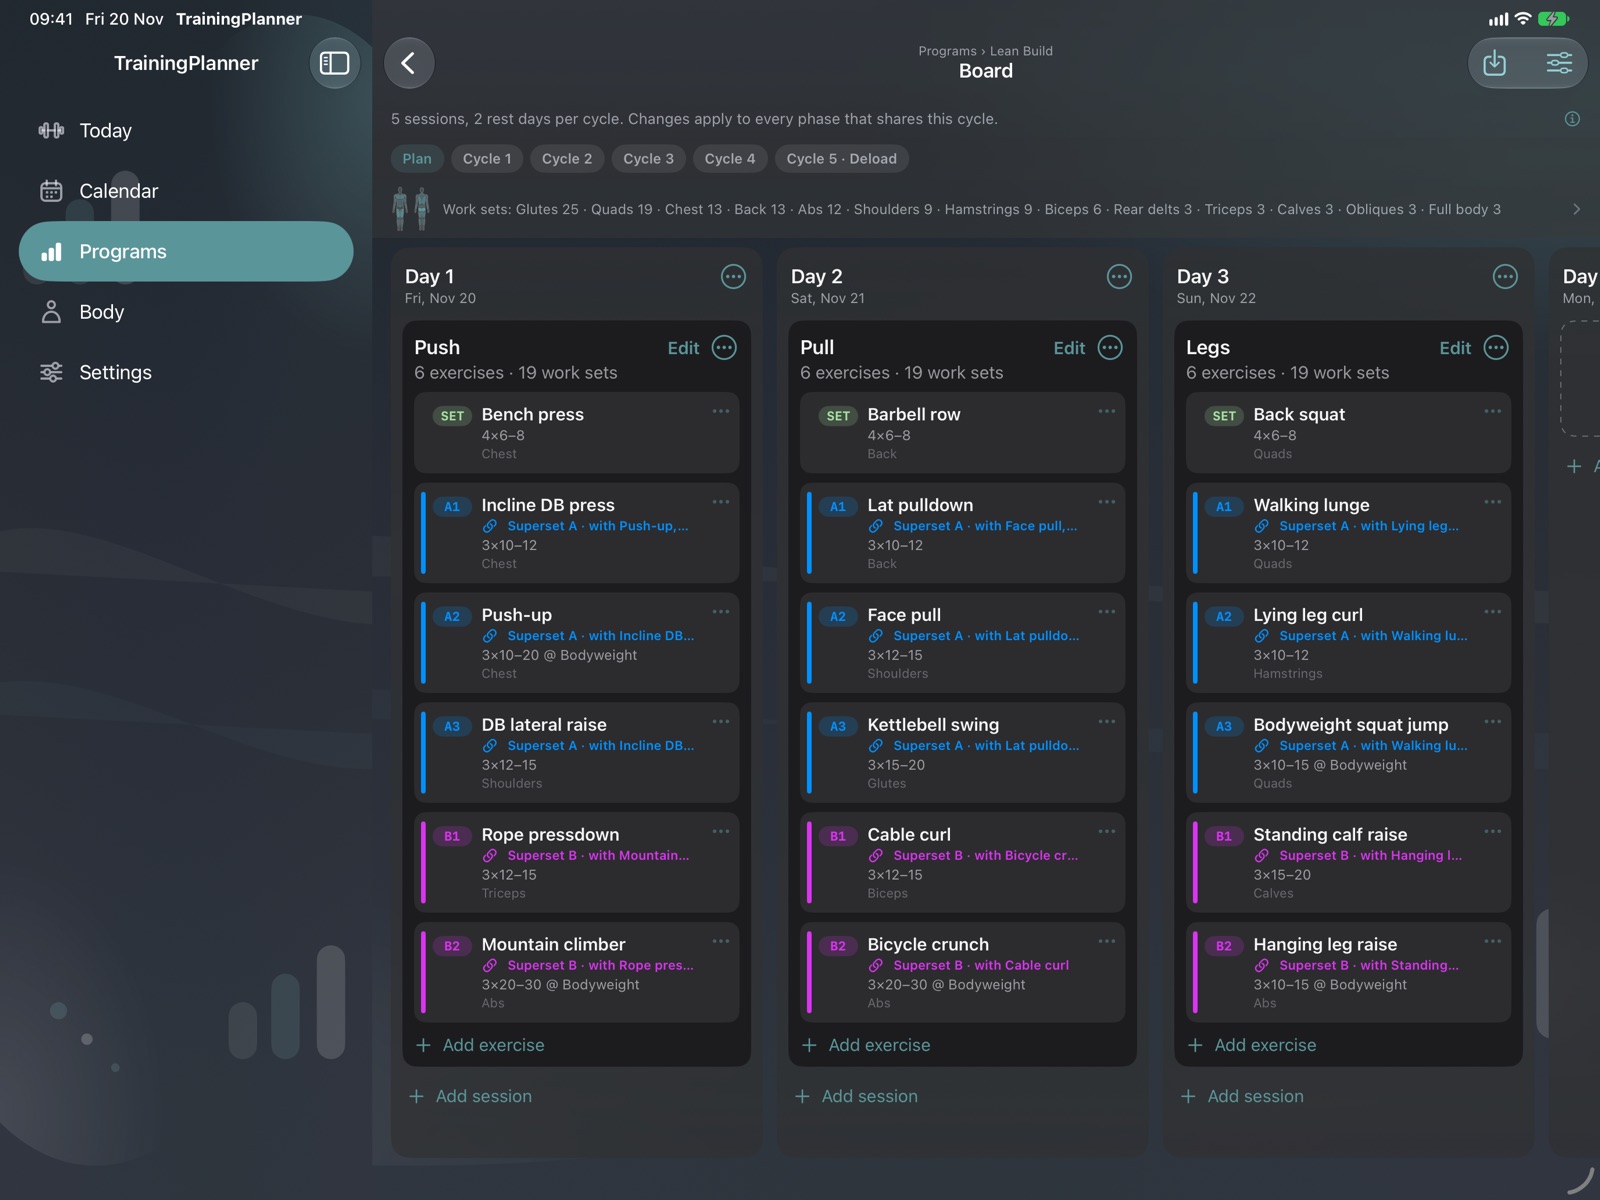 09:41 Fri 20 Nov TrainingPlanner
TrainingPlanner
Today
Calendar
Programs
Body
Settings
Programs › Lean Build
Board
5 sessions, 2 rest days per cycle. Changes apply to every phase that shares this cycle.
Plan Cycle 1 Cycle 2 Cycle 3 Cycle 4 Cycle 5 · Deload
Work sets: Glutes 25 · Quads 19 · Chest 13 · Back 13 · Abs 12 · Shoulders 9 · Hamstrings 9 · Biceps 6 · Rear delts 3 · Triceps 3 · Calves 3 · Obliques 3 · Full body 3
Day 1
Fri, Nov 20
Push Edit
6 exercises · 19 work sets
SET Bench press
4×6–8
Chest
A1 Incline DB press
Superset A · with Push-up,...
3×10–12
Chest
A2 Push-up
Superset A · with Incline DB...
3×10–20 @ Bodyweight
Chest
A3 DB lateral raise
Superset A · with Incline DB...
3×12–15
Shoulders
B1 Rope pressdown
Superset B · with Mountain...
3×12–15
Triceps
B2 Mountain climber
Superset B · with Rope pres...
3×20–30 @ Bodyweight
Abs
+ Add exercise
+ Add session
Day 2
Sat, Nov 21
Pull Edit
6 exercises · 19 work sets
SET Barbell row
4×6–8
Back
A1 Lat pulldown
Superset A · with Face pull,...
3×10–12
Back
A2 Face pull
Superset A · with Lat pulldo...
3×12–15
Shoulders
A3 Kettlebell swing
Superset A · with Lat pulldo...
3×15–20
Glutes
B1 Cable curl
Superset B · with Bicycle cr...
3×12–15
Biceps
B2 Bicycle crunch
Superset B · with Cable curl
3×20–30 @ Bodyweight
Abs
+ Add exercise
+ Add session
Day 3
Sun, Nov 22
Legs Edit
6 exercises · 19 work sets
SET Back squat
4×6–8
Quads
A1 Walking lunge
Superset A · with Lying leg...
3×10–12
Quads
A2 Lying leg curl
Superset A · with Walking lu...
3×10–12
Hamstrings
A3 Bodyweight squat jump
Superset A · with Walking lu...
3×10–15 @ Bodyweight
Quads
B1 Standing calf raise
Superset B · with Hanging l...
3×15–20
Calves
B2 Hanging leg raise
Superset B · with Standing...
3×10–15 @ Bodyweight
Abs
+ Add exercise
+ Add session
Day
Mon,
+